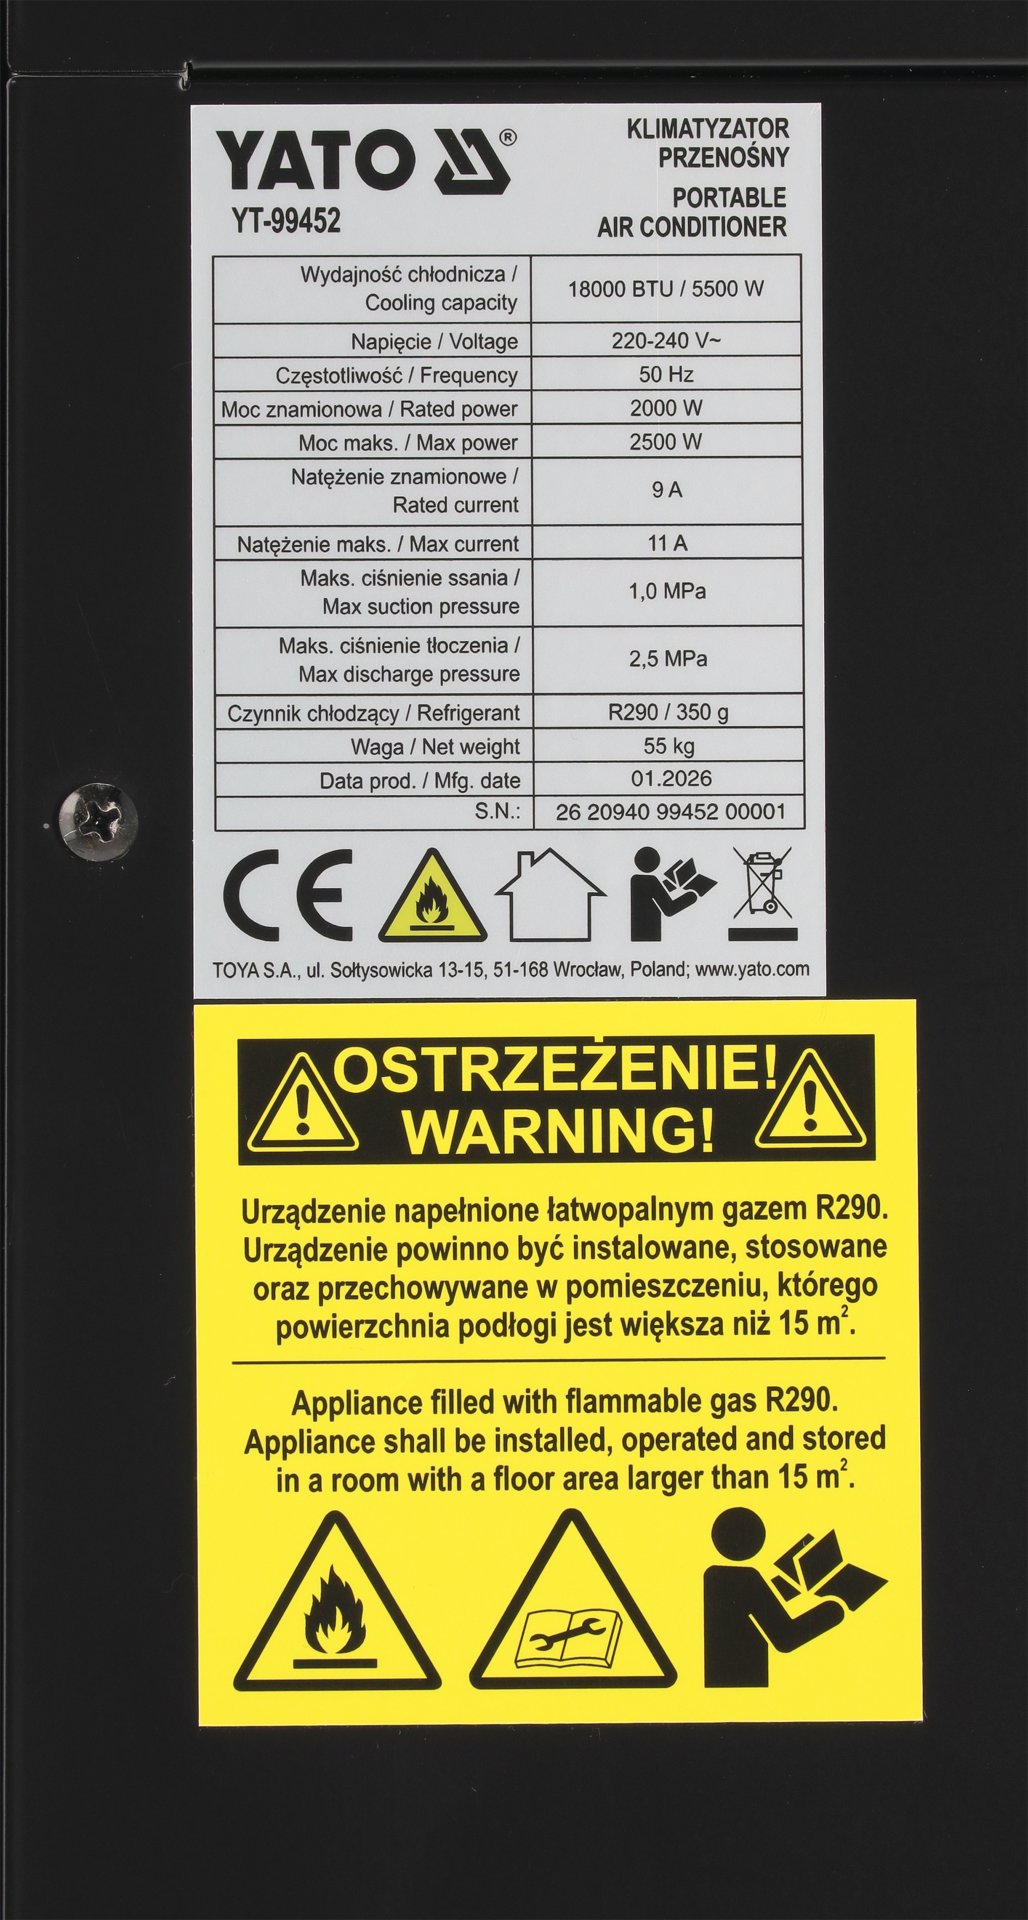 YATO ®
YT-99452
KLIMATYZATOR
PRZENOŚNY
PORTABLE
AIR CONDITIONER
Wydajność chłodnicza /
Cooling capacity
18000 BTU / 5500 W
Napięcie / Voltage 220-240 V~
Częstotliwość / Frequency 50 Hz
Moc znamionowa / Rated power 2000 W
Moc maks. / Max power 2500 W
Natężenie znamionowe /
Rated current
9 A
Natężenie maks. / Max current 11 A
Maks. ciśnienie ssania /
Max suction pressure
1,0 MPa
Maks. ciśnienie tłoczenia /
Max discharge pressure
2,5 MPa
Czynnik chłodzący / Refrigerant R290 / 350 g
Waga / Net weight 55 kg
Data prod. / Mfg. date 01.2026
S.N.: 26 20940 99452 00001
CE
TOYA S.A., ul. Sołtysowicka 13-15, 51-168 Wrocław, Poland; www.yato.com
OSTRZEŻENIE!
WARNING!
Urządzenie napełnione łatwopalnym gazem R290.
Urządzenie powinno być instalowane, stosowane
oraz przechowywane w pomieszczeniu, którego
powierzchnia podłogi jest większa niż 15 m².
Appliance filled with flammable gas R290.
Appliance shall be installed, operated and stored
in a room with a floor area larger than 15 m².